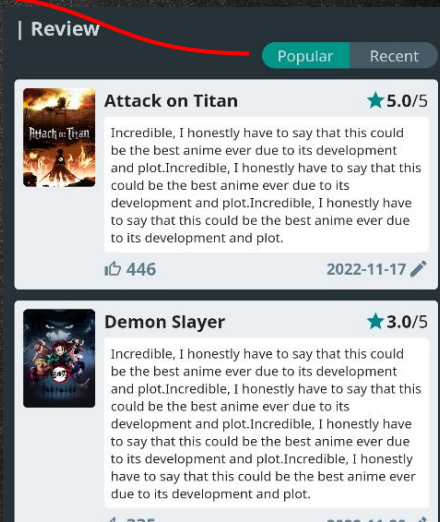 | Review
Popular Recent
Attack on Titan
5.0/5
Attack on Titan
Incredible, I honestly have to say that this could
be the best anime ever due to its development
and plot.Incredible, I honestly have to say that this
could be the best anime ever due to its
development and plot.Incredible, I honestly have
to say that this could be the best anime ever due
to its development and plot.
446
2022-11-17
Demon Slayer
3.0/5
Incredible, I honestly have to say that this could
be the best anime ever due to its development
and plot.Incredible, I honestly have to say that this
could be the best anime ever due to its
development and plot.Incredible, I honestly have
to say that this could be the best anime ever due
to its development and plot.Incredible, I honestly
have to say that this could be the best anime ever
due to its development and plot.